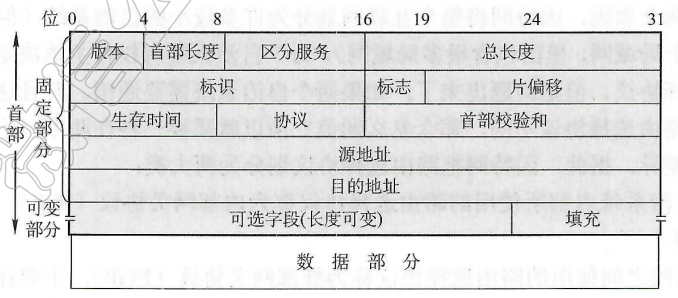 位 0 4 8 16 19 24 31
版本 首部长度 区分服务 总长度
标识 标志 片偏移
生存时间 协议 首部校验和
源地址
目的地址
可选字段(长度可变) 填充
数据部分
首部
固定部分
可变部分